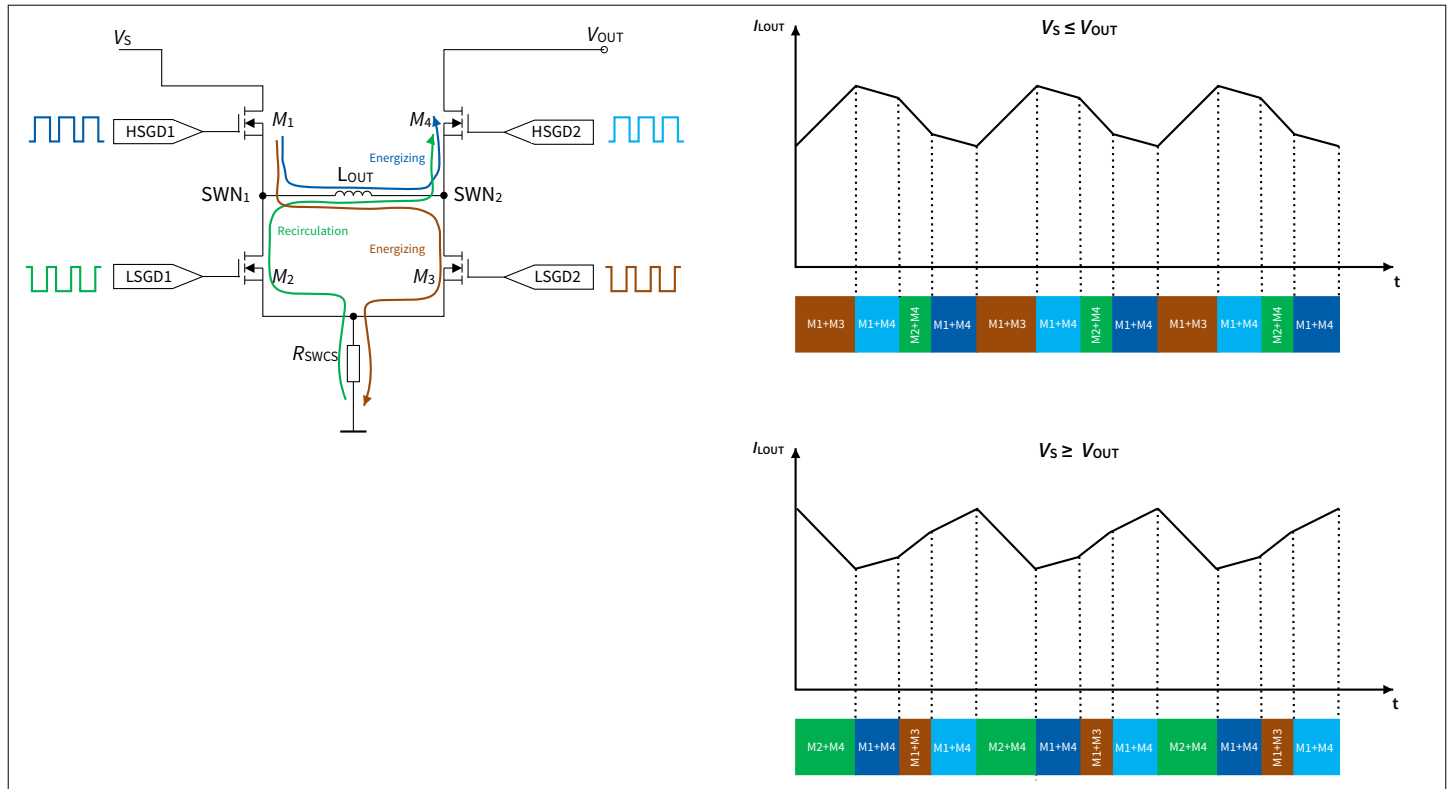 VS
VOUT
HSGD1
M1
M4
HSGD2
Energizing
LOUT
SWN1
SWN2
Recirculation
Energizing
LSGD1
M2
M3
LSGD2
RSWCS
ILOUT
VS ≤ VOUT
t
M1+M3
M1+M4
M2+M4
M1+M4
M1+M3
M1+M4
M2+M4
M1+M4
M1+M3
M1+M4
M2+M4
M1+M4
ILOUT
VS ≥ VOUT
t
M2+M4
M1+M4
M1+M3
M1+M4
M2+M4
M1+M4
M1+M3
M1+M4
M2+M4
M1+M4
M1+M3
M1+M4